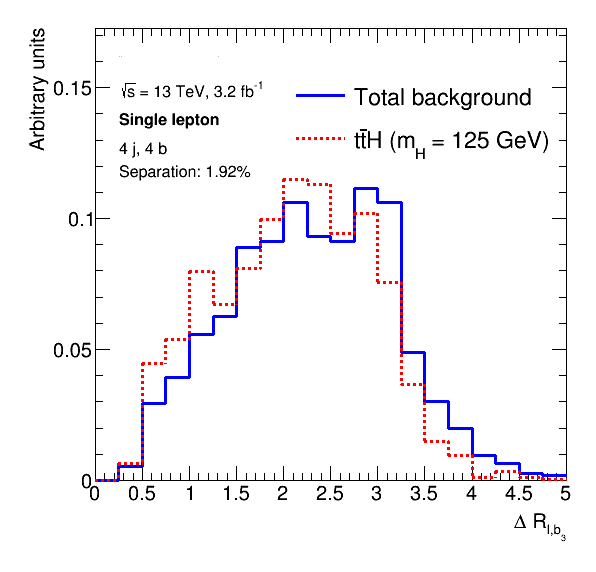 Arbitrary units
0.15
0.1
0.05
0
√s = 13 TeV, 3.2 fb⁻¹
Single lepton
4 j, 4 b
Separation: 1.92%
Total background
tt̄H (m_H = 125 GeV)
0 0.5 1 1.5 2 2.5 3 3.5 4 4.5 5
Δ R_l,b_3